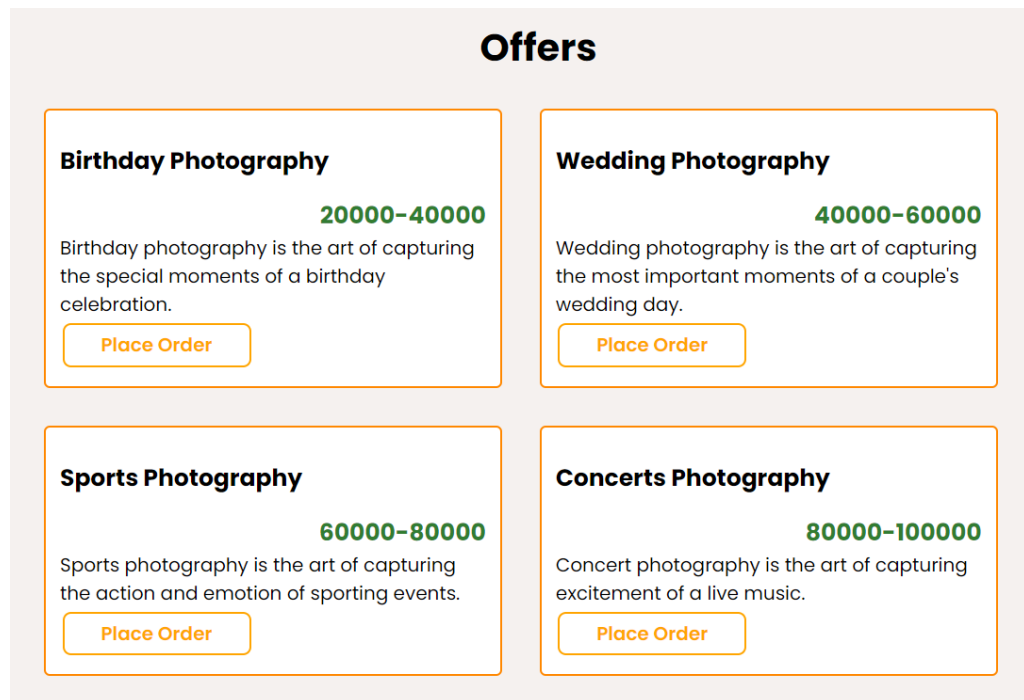 Offers
Birthday Photography
20000-40000
Birthday photography is the art of capturing
the special moments of a birthday
celebration.
Place Order
Wedding Photography
40000-60000
Wedding photography is the art of capturing
the most important moments of a couple's
wedding day.
Place Order
Sports Photography
60000-80000
Sports photography is the art of capturing
the action and emotion of sporting events.
Place Order
Concerts Photography
80000-100000
Concert photography is the art of capturing
excitement of a live music.
Place Order